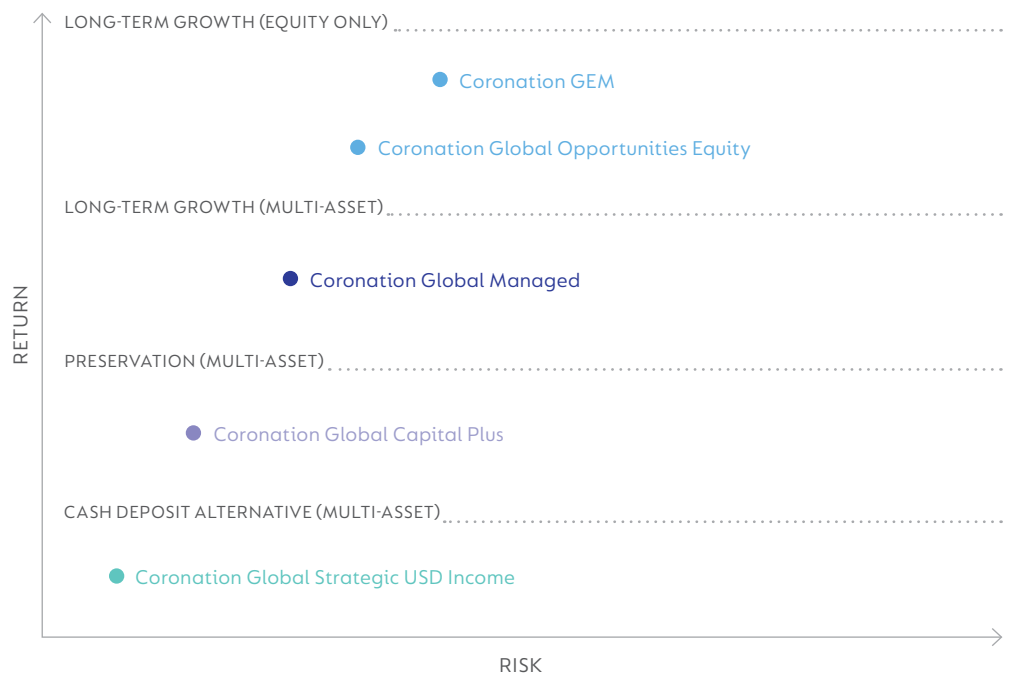 LONG-TERM GROWTH (EQUITY ONLY)
Coronation GEM
Coronation Global Opportunities Equity
LONG-TERM GROWTH (MULTI-ASSET)
Coronation Global Managed
RETURN
PRESERVATION (MULTI-ASSET)
Coronation Global Capital Plus
CASH DEPOSIT ALTERNATIVE (MULTI-ASSET)
Coronation Global Strategic USD Income
RISK